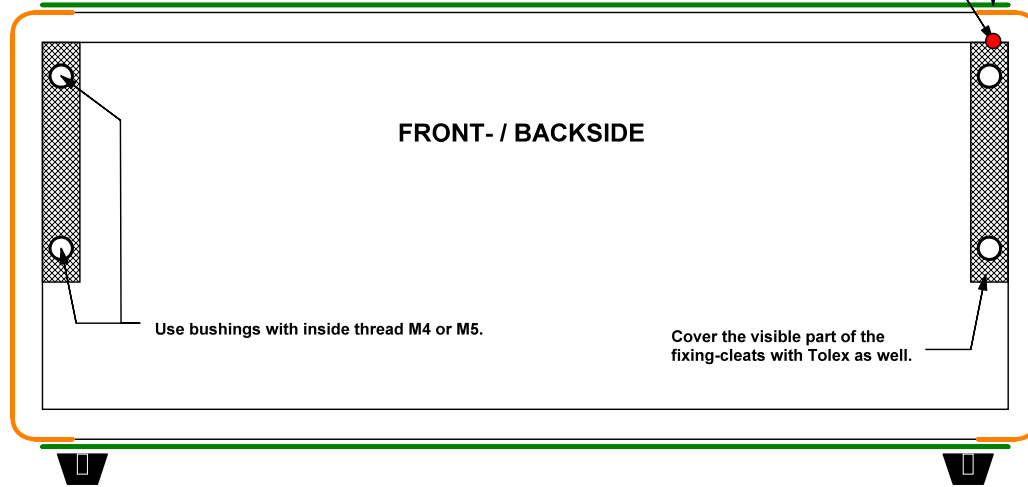 FRONT- / BACKSIDE
Use bushings with inside thread M4 or M5.
Cover the visible part of the
fixing-cleats with Tolex as well.